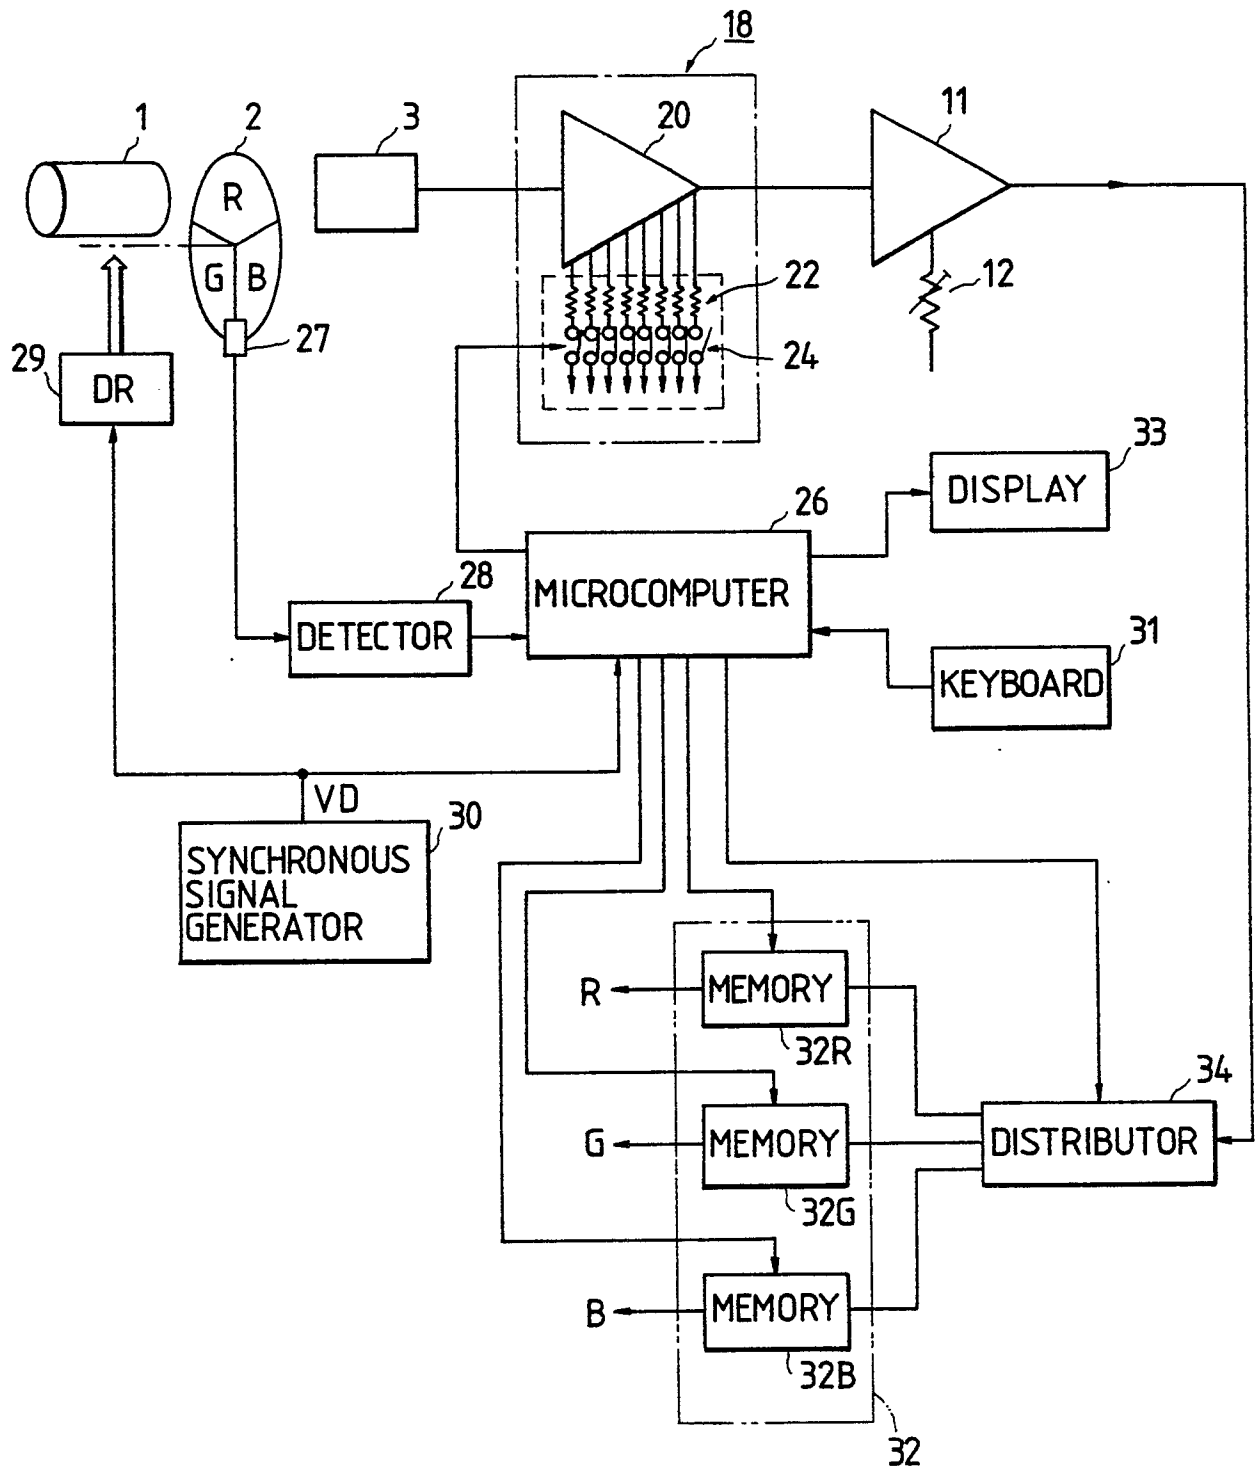 18
1
2
3
20
11
R
G
B
22
12
27
24
29
DR
33
DISPLAY
26
MICROCOMPUTER
28
DETECTOR
31
KEYBOARD
VD
30
SYNCHRONOUS
SIGNAL
GENERATOR
R
MEMORY
32R
34
DISTRIBUTOR
G
MEMORY
32G
B
MEMORY
32B
32